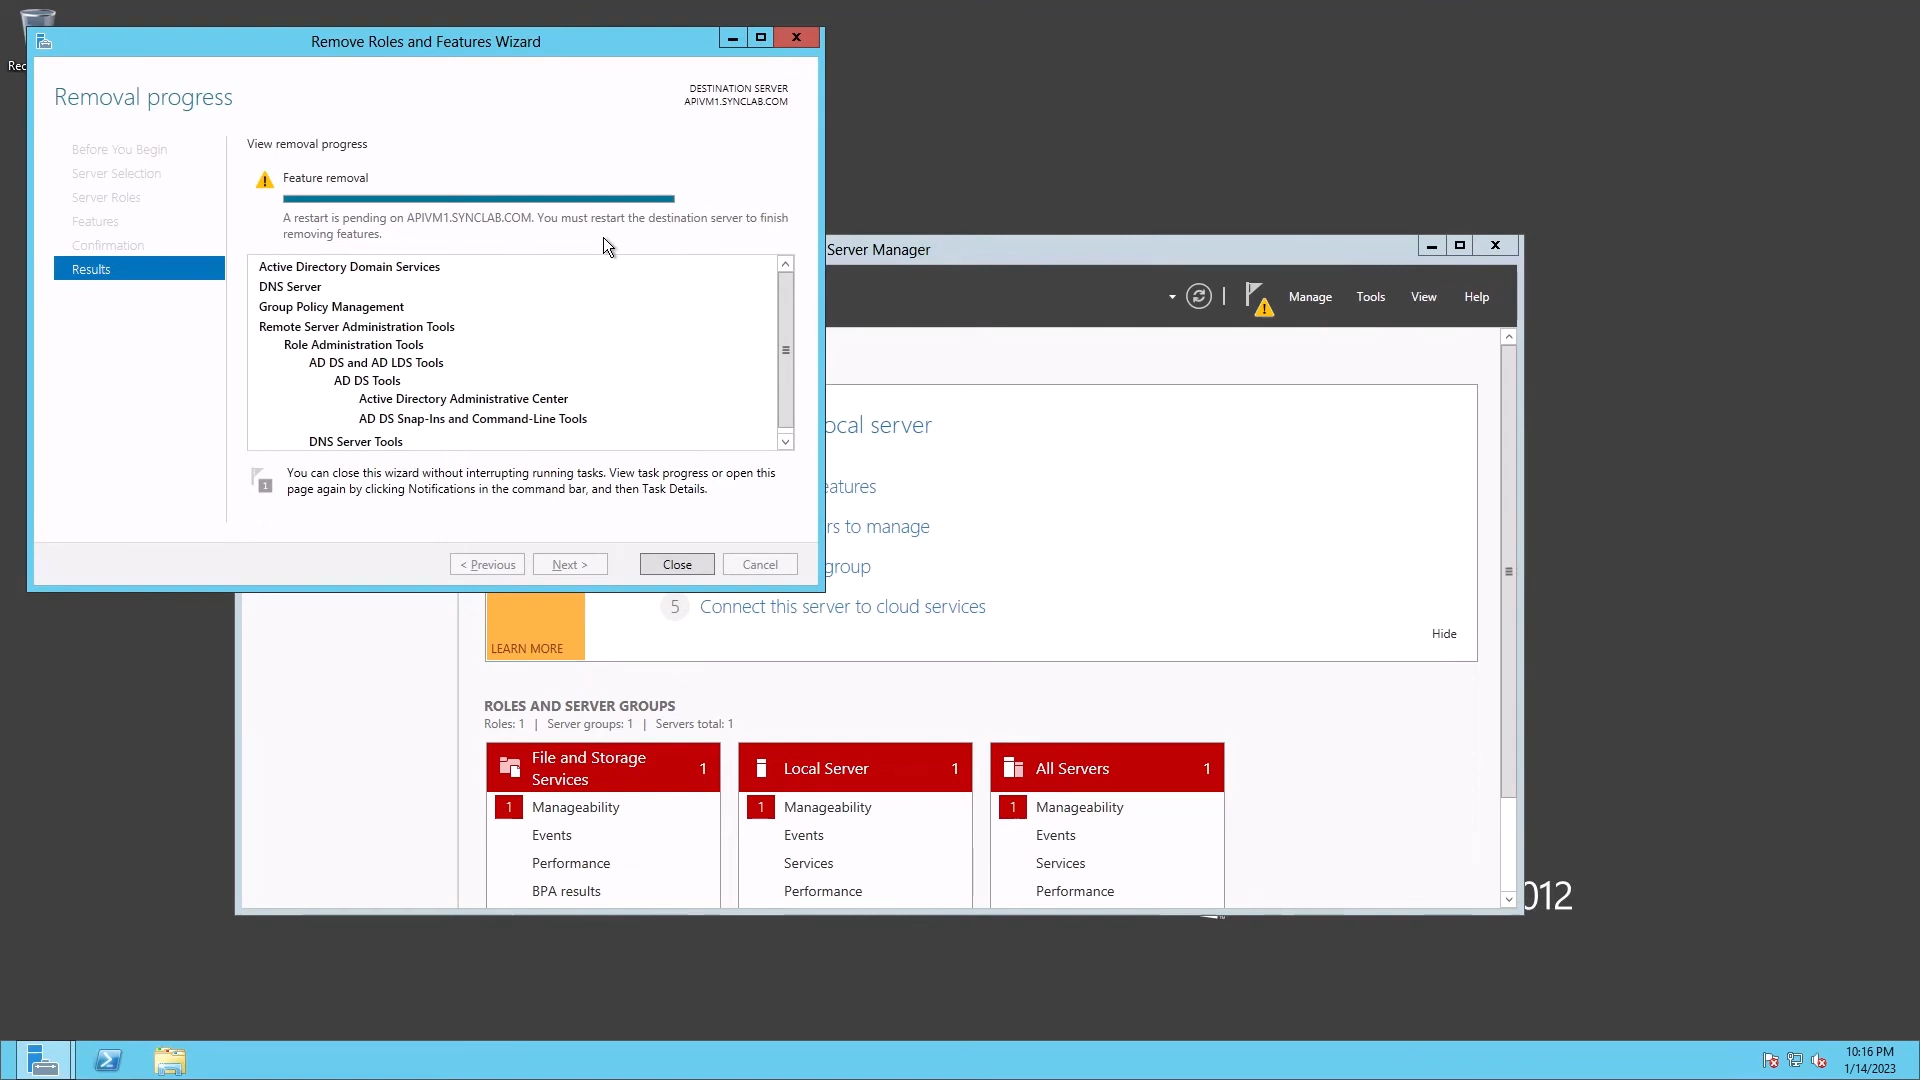 Rec
Remove Roles and Features Wizard
Removal progress
DESTINATION SERVER
APIVM1.SYNCLAB.COM
Before You Begin
Server Selection
Server Roles
Features
Confirmation
Results
View removal progress
Feature removal
A restart is pending on APIVM1.SYNCLAB.COM. You must restart the destination server to finish
removing features.
Active Directory Domain Services
DNS Server
Group Policy Management
Remote Server Administration Tools
Role Administration Tools
AD DS and AD LDS Tools
AD DS Tools
Active Directory Administrative Center
AD DS Snap-Ins and Command-Line Tools
DNS Server Tools
1
You can close this wizard without interrupting running tasks. View task progress or open this
page again by clicking Notifications in the command bar, and then Task Details.
< Previous
Next >
Close
Cancel
Server Manager
Manage
Tools
View
Help
ocal server
eatures
rs to manage
group
5 Connect this server to cloud services
Hide
LEARN MORE
ROLES AND SERVER GROUPS
Roles: 1 | Server groups: 1 | Servers total: 1
File and Storage
Services
1
1 Manageability
Events
Performance
BPA results
Local Server 1
1 Manageability
Events
Services
Performance
All Servers 1
1 Manageability
Events
Services
Performance
012
10:16 PM
1/14/2023